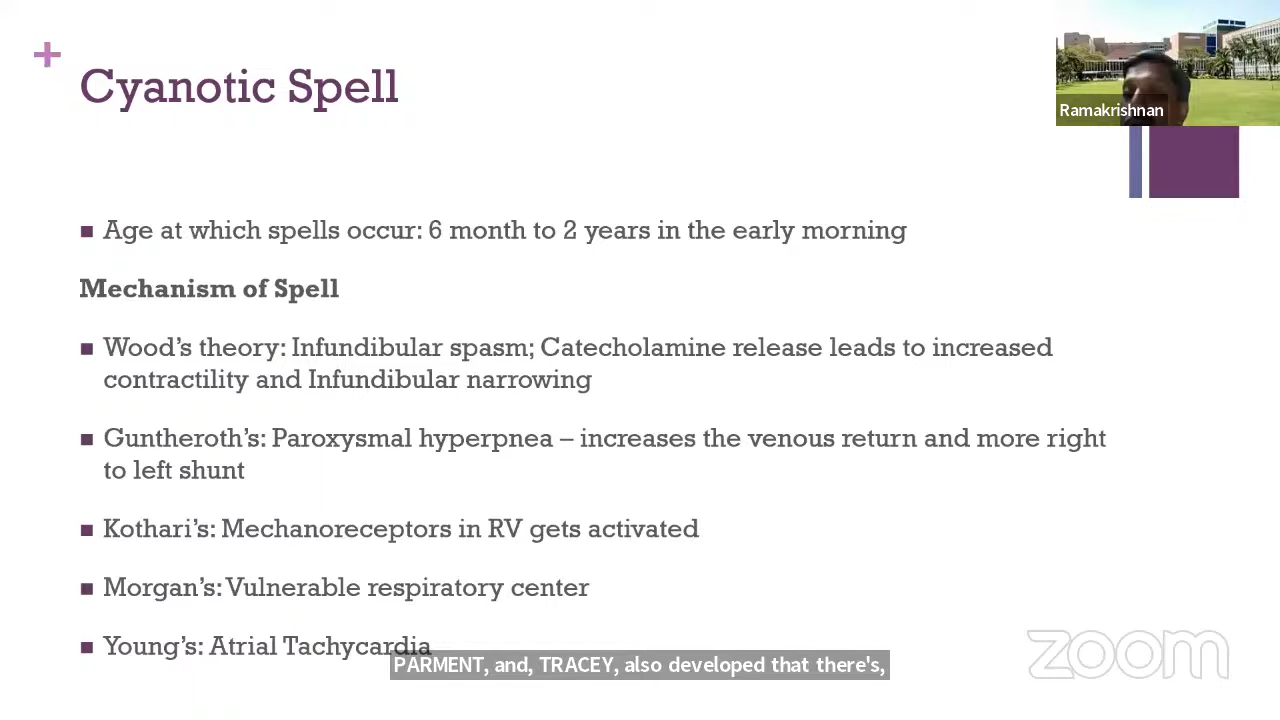 +
Cyanotic Spell
Ramakrishnan
■ Age at which spells occur: 6 month to 2 years in the early morning
Mechanism of Spell
■ Wood's theory: Infundibular spasm; Catecholamine release leads to increased
contractility and Infundibular narrowing
■ Guntheroth's: Paroxysmal hyperpnea – increases the venous return and more right
to left shunt
■ Kothari's: Mechanoreceptors in RV gets activated
■ Morgan's: Vulnerable respiratory center
■ Young's: Atrial Tachycardia
PARMENT, and, TRACEY, also developed that there's,
zoom